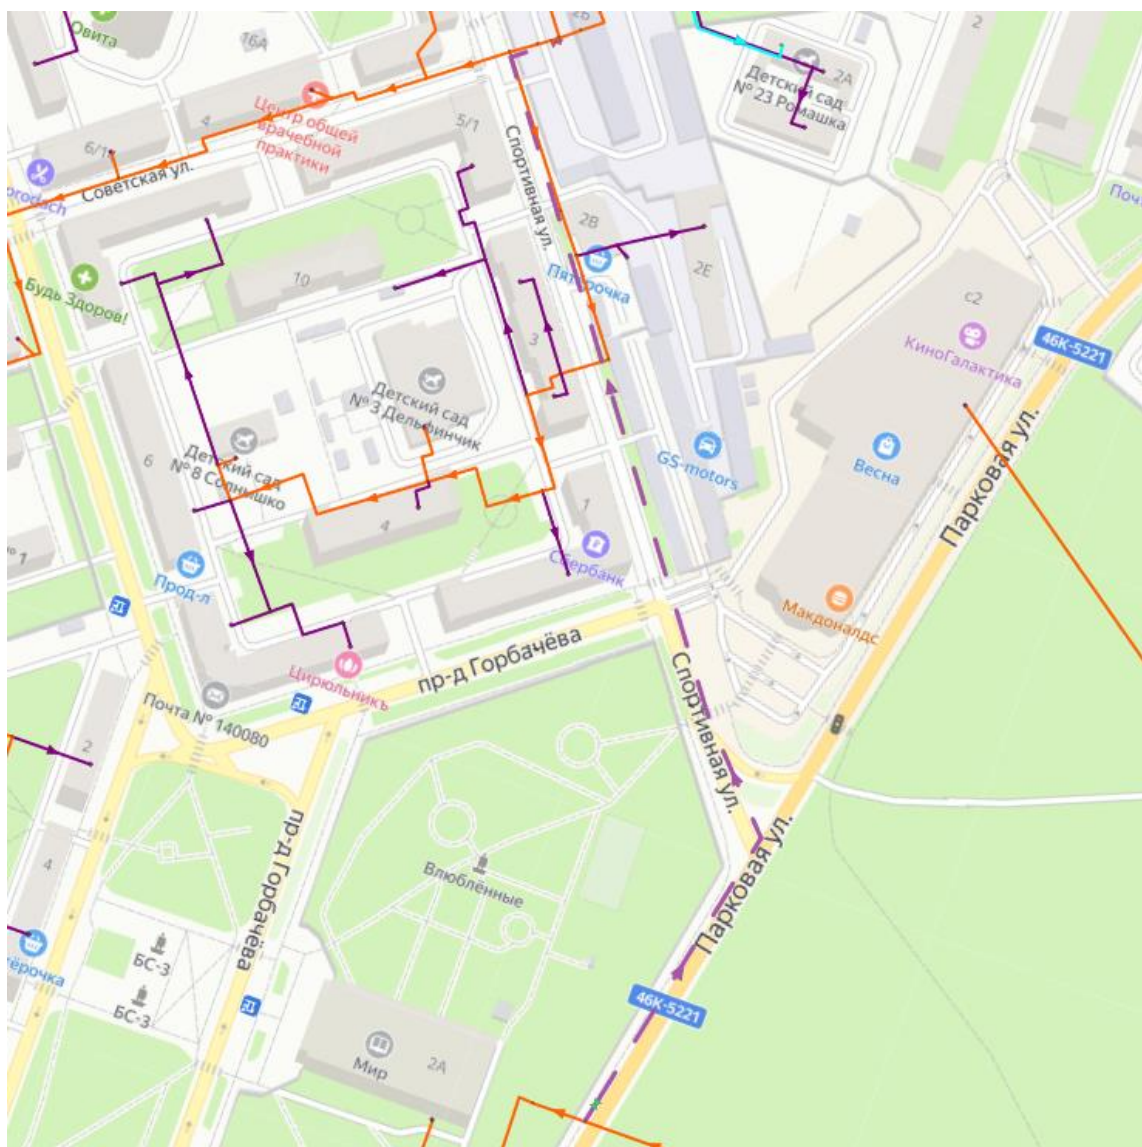 2Б
Овита
16А
2
2А
Детский сад
№ 23 Ромашка
Центр общей
врачебной
практики
4
5/1
6/1
Советская ул.
Спортивная ул.
2В
Пятёрочка
2Е
Будь Здоров!
10
с2
КиноГалактика
46К-5221
3
Детский сад
№ 3 Дельфинчик
Детский сад
№ 8 Солнышко
6
GS-motors
Весна
Парковая ул.
4
1
Сбербанк
Прод-л
Макдоналдс
пр-д Горбачёва
Цирюльникъ
Почта № 140080
Спортивная ул.
2
4
пр-д Горбачёва
Влюблённые
Парковая ул.
БС-3
БС-3
46К-5221
Мир
2А